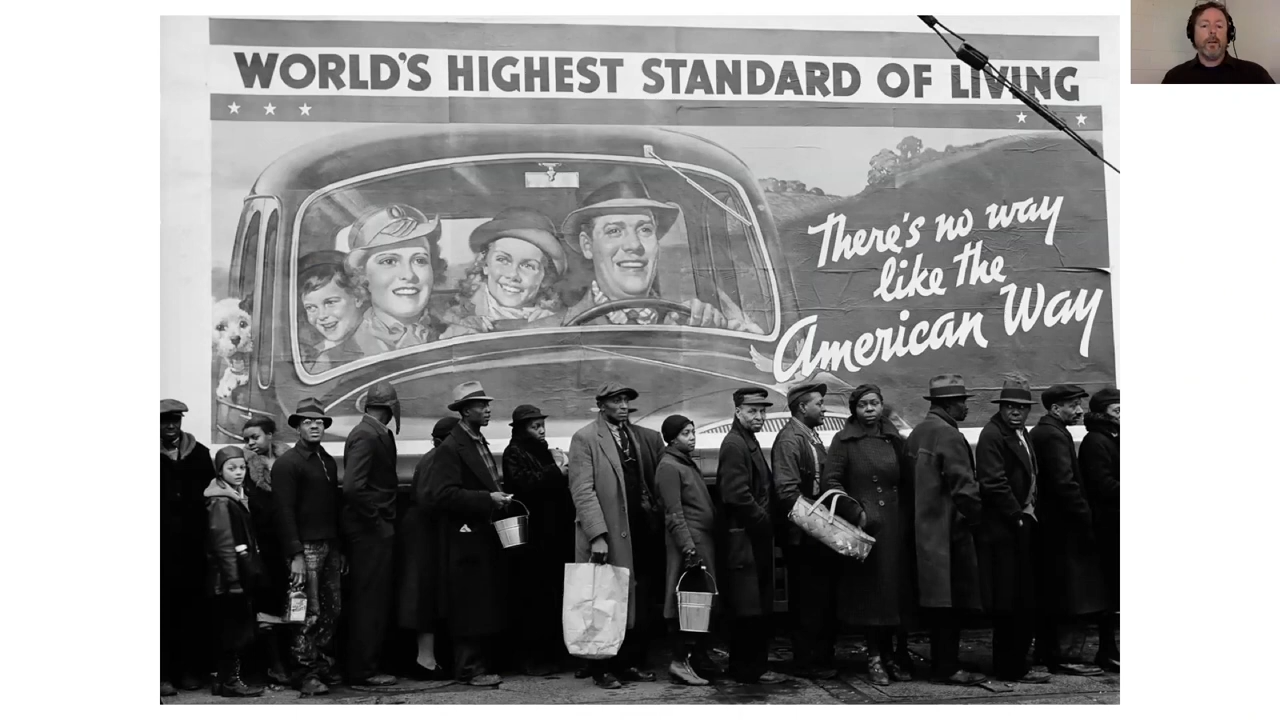 WORLD'S HIGHEST STANDARD OF LIVING
There's no way
like the
American Way